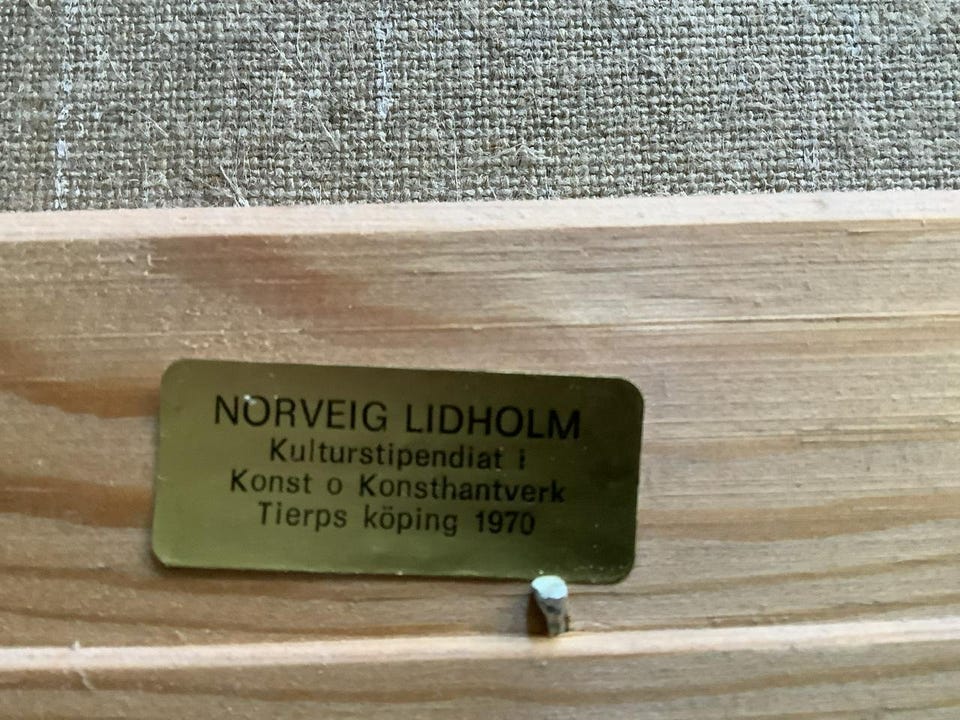 NORVEIG LIDHOLM
Kulturstipendiat i
Konst o Konsthantverk
Tierps köping 1970